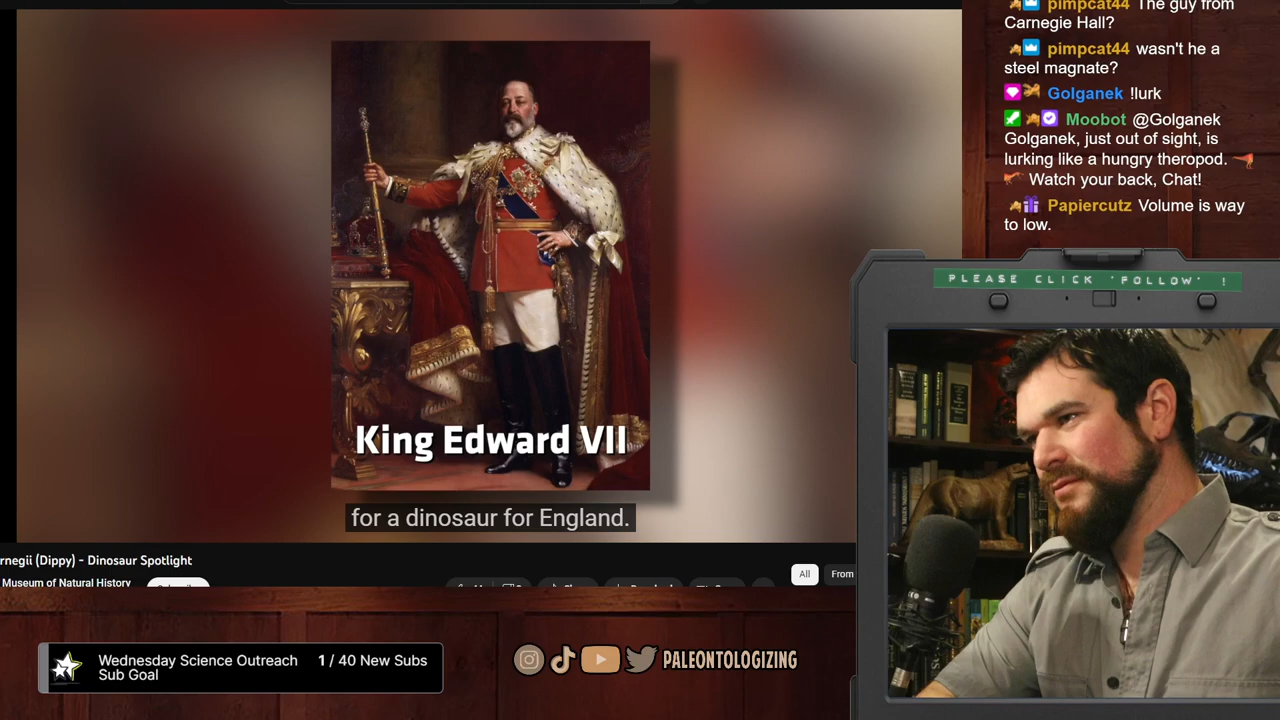 pimpcat44 The guy from
Carnegie Hall?
pimpcat44 wasn't he a
steel magnate?
Golganek !lurk
Moobot @Golganek
Golganek, just out of sight, is
lurking like a hungry theropod.
Watch your back, Chat!
Papiercutz Volume is way
to low.
PLEASE CLICK 'FOLLOW' !
King Edward VII
for a dinosaur for England.
rnegii (Dippy) - Dinosaur Spotlight
Museum of Natural History
All From
Wednesday Science Outreach 1 / 40 New Subs
Sub Goal
PALEONTOLOGIZING